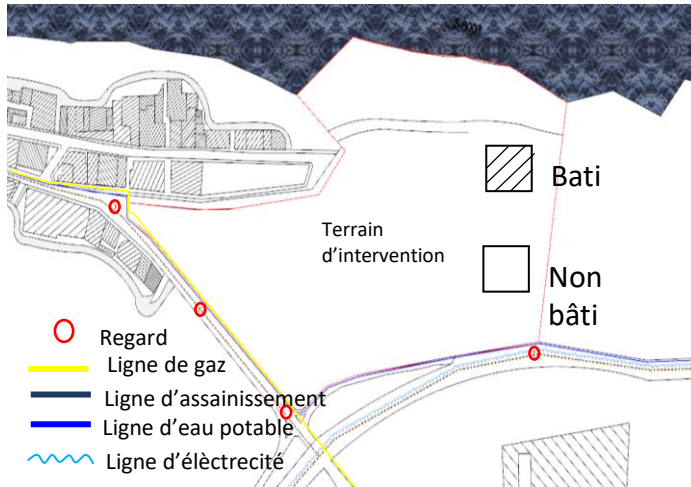 Bati
Terrain
d’intervention
Non
bâti
Regard
Ligne de gaz
Ligne d’assainissement
Ligne d’eau potable
Ligne d’élèctrecité